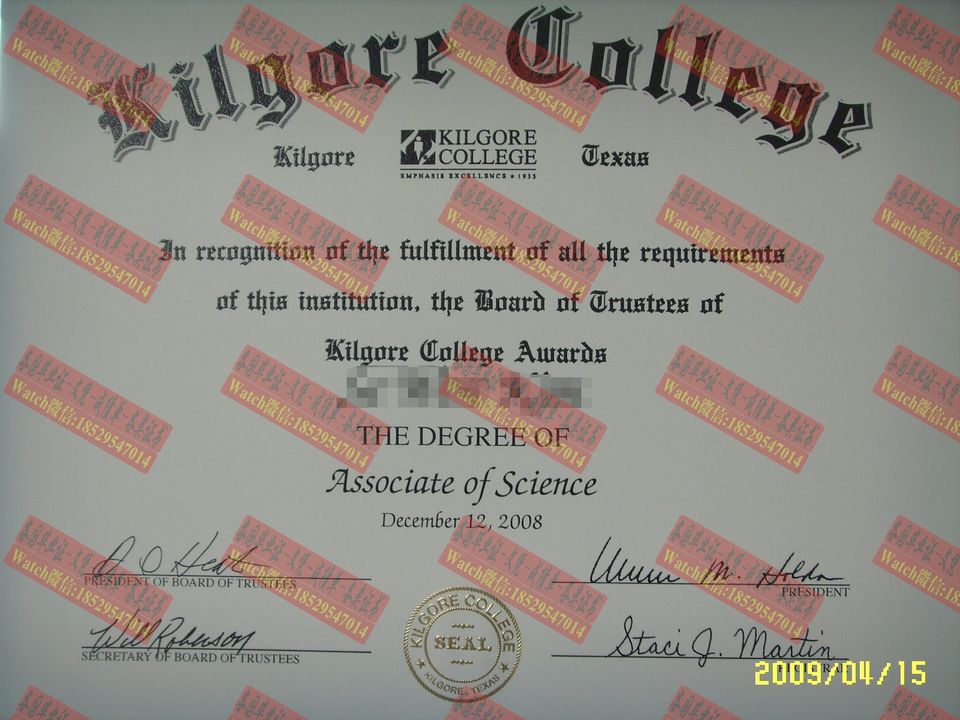 Kilgore College
Kilgore
KILGORE
COLLEGE
EMPHASIS EXCELLENCE ★ 1935
Texas
In recognition of the fulfillment of all the requirements
of this institution, the Board of Trustees of
Kilgore College Awards
THE DEGREE OF
Associate of Science
December 12, 2008
PRESIDENT OF BOARD OF TRUSTEES
Staci J. Martin
PRESIDENT
Will Roberson
SECRETARY OF BOARD OF TRUSTEES
KILGORE COLLEGE
SEAL
KILGORE, TEXAS
2009/04/15
Watch微信:18529547014